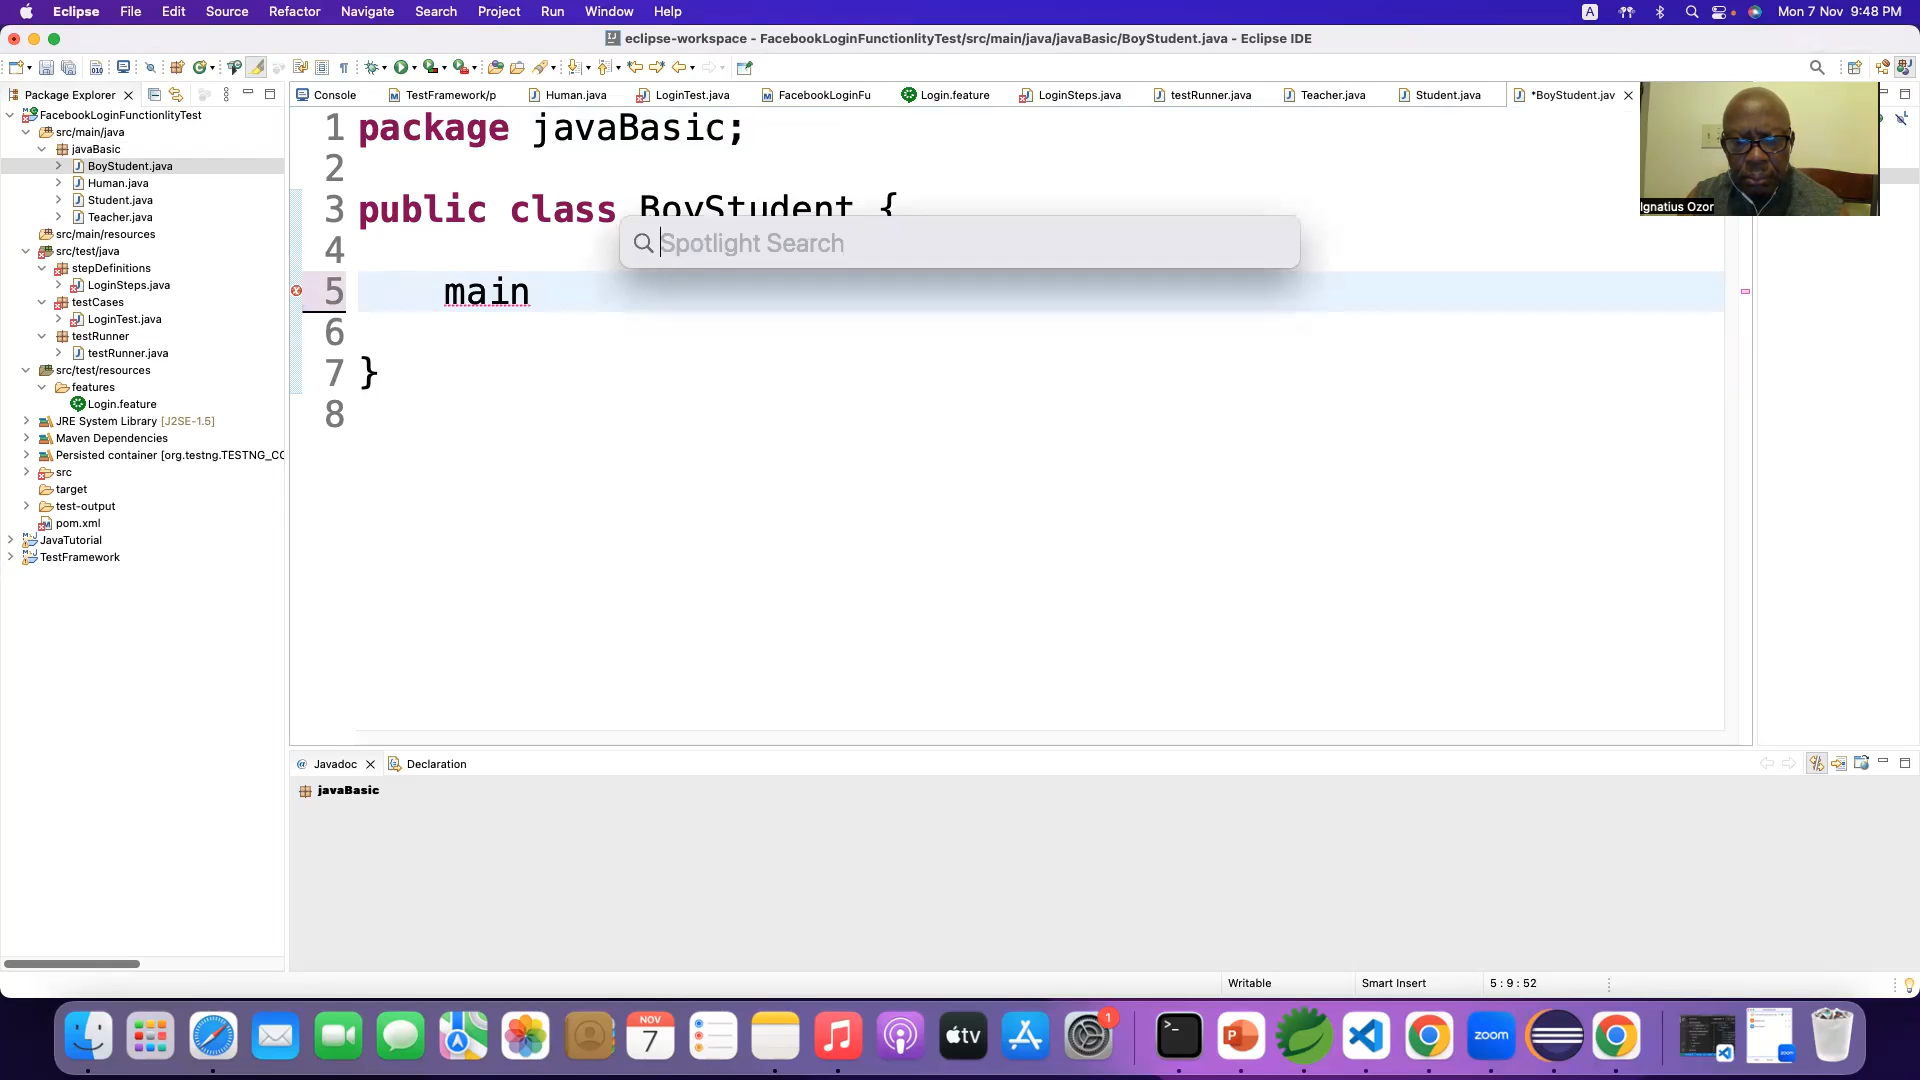 Eclipse File Edit Source Refactor Navigate Search Project Run Window Help A Mon 7 Nov 9:48 PM
eclipse-workspace - FacebookLoginFunctionlityTest/src/main/java/javaBasic/BoyStudent.java - Eclipse IDE
Package Explorer
Console TestFramework/p Human.java LoginTest.java FacebookLoginFu Login.feature LoginSteps.java testRunner.java Teacher.java Student.java *BoyStudent.jav
FacebookLoginFunctionlityTest
src/main/java
javaBasic
BoyStudent.java
Human.java
Student.java
Teacher.java
src/main/resources
src/test/java
stepDefinitions
LoginSteps.java
testCases
LoginTest.java
testRunner
testRunner.java
src/test/resources
features
Login.feature
JRE System Library [J2SE-1.5]
Maven Dependencies
Persisted container [org.testng.TESTNG_CO
src
target
test-output
pom.xml
JavaTutorial
TestFramework
1 package javaBasic;
2
3 public class BoyStudent {
4
5 main
6
7 }
8
Spotlight Search
Ignatius Ozor
@ Javadoc Declaration
javaBasic
Writable Smart Insert 5 : 9 : 52
NOV
7
tv
1
zoom